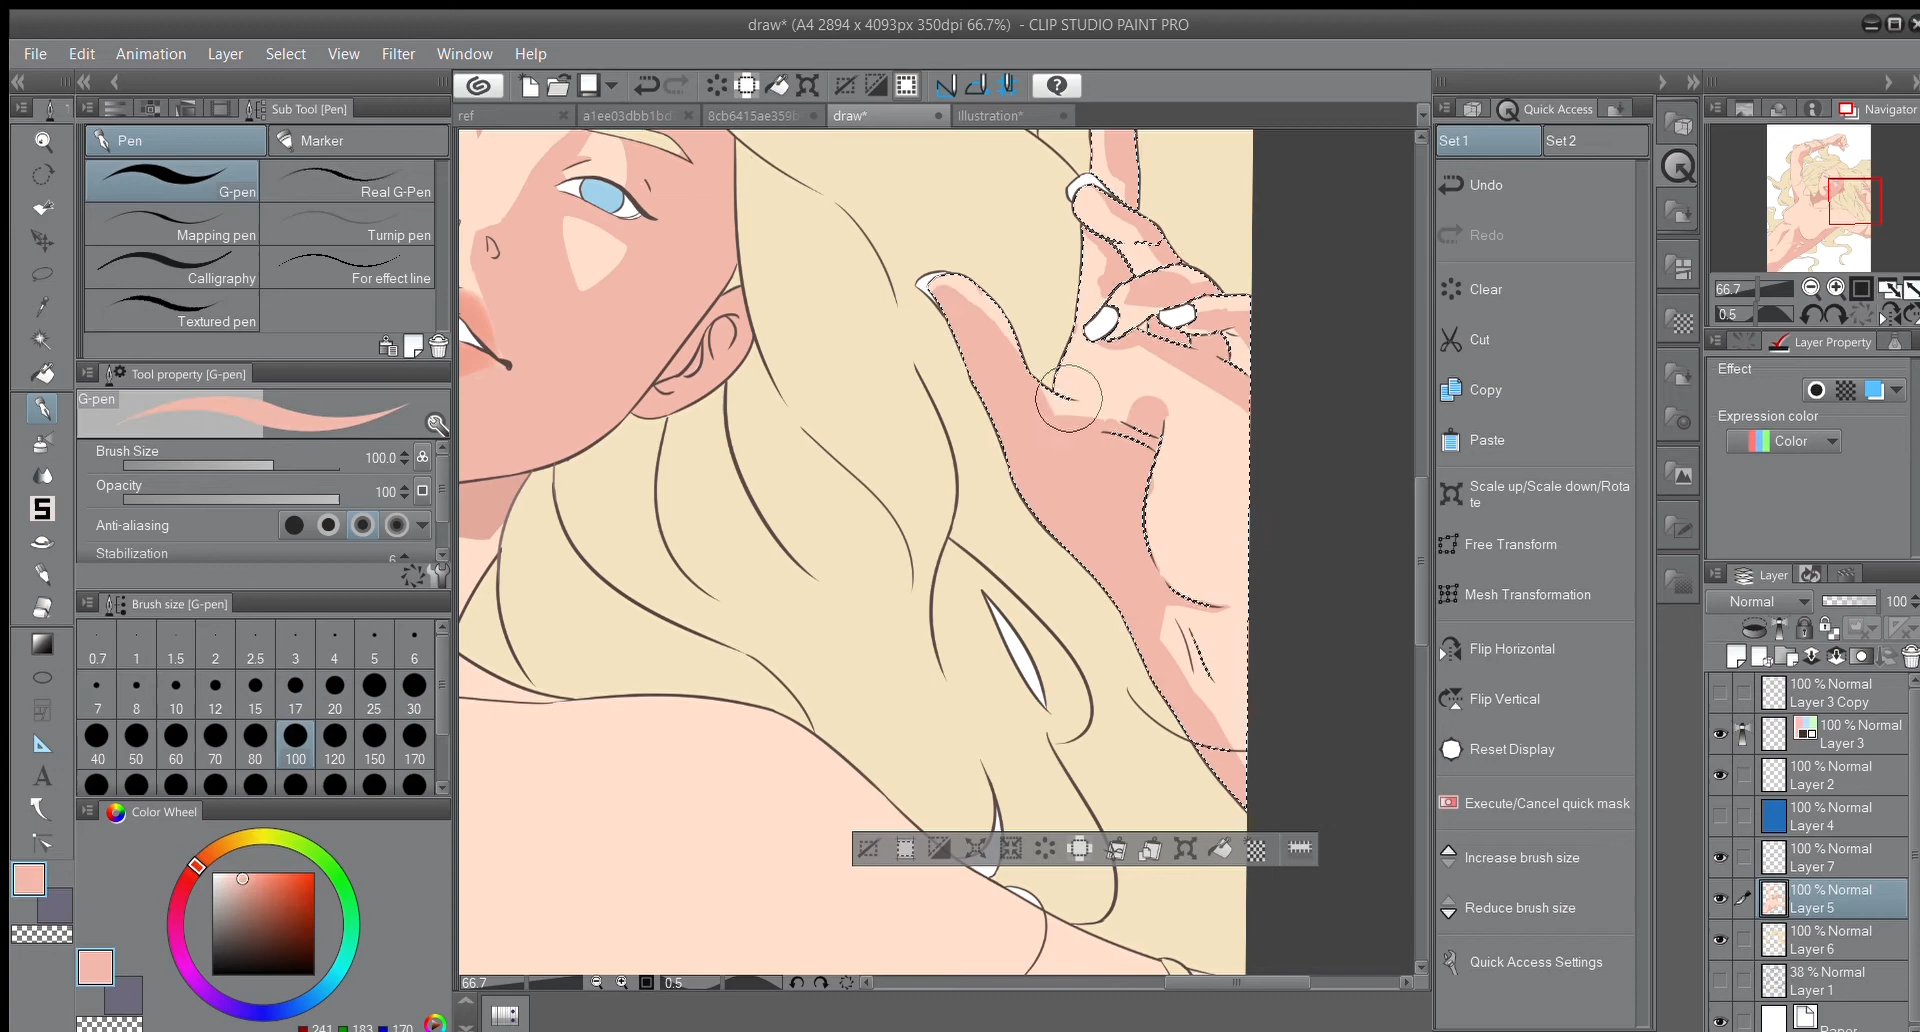 draw* (A4 2894 x 4093px 350dpi 66.7%) - CLIP STUDIO PAINT PRO
File Edit Animation Layer Select View Filter Window Help
Sub Tool [Pen]
Pen
Marker
G-pen
Real G-Pen
Mapping pen
Turnip pen
Calligraphy
For effect line
Textured pen
Tool property [G-pen]
G-pen
Brush Size
100.0
Opacity
100
Anti-aliasing
Stabilization
6
Brush size [G-pen]
0.7 1 1.5 2 2.5 3 4 5 6
7 8 10 12 15 17 20 25 30
40 50 60 70 80 100 120 150 170
Color Wheel
241 183 170
ref
a1ee03dbb1bd
8cb6415ae359b
draw*
Illustration*
66.7
0.5
Quick Access
Set 1
Set 2
Undo
Redo
Clear
Cut
Copy
Paste
Scale up/Scale down/Rota
te
Free Transform
Mesh Transformation
Flip Horizontal
Flip Vertical
Reset Display
Execute/Cancel quick mask
Increase brush size
Reduce brush size
Quick Access Settings
Navigator
66.7
0.5
Layer Property
Effect
Expression color
Color
Layer
Normal
100
100 % Normal
Layer 3 Copy
100 % Normal
Layer 3
100 % Normal
Layer 2
100 % Normal
Layer 4
100 % Normal
Layer 7
100 % Normal
Layer 5
100 % Normal
Layer 6
38 % Normal
Layer 1
Paper